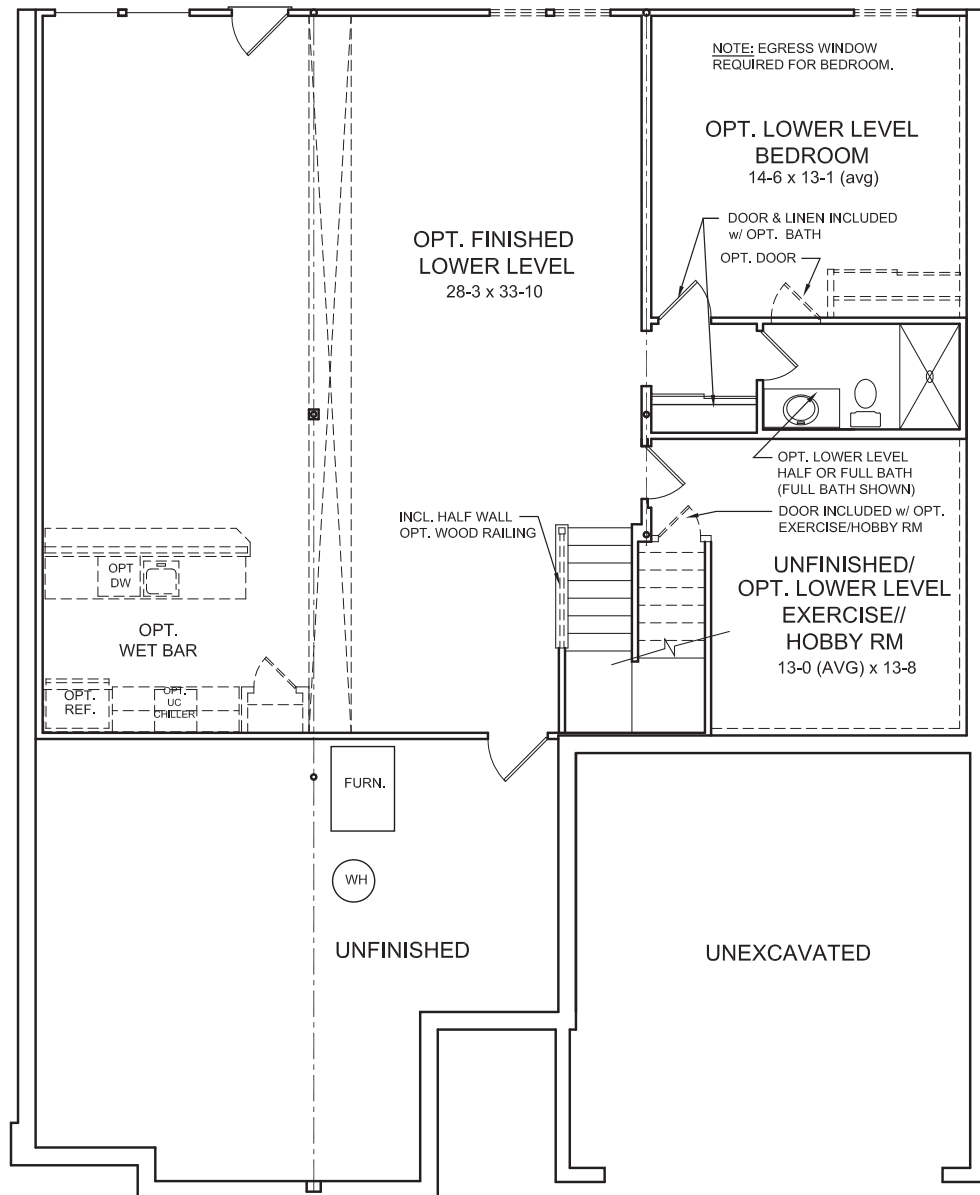 NOTE: EGRESS WINDOW
REQUIRED FOR BEDROOM.
OPT. LOWER LEVEL
BEDROOM
14-6 x 13-1 (avg)
DOOR & LINEN INCLUDED
w/ OPT. BATH
OPT. DOOR
OPT. FINISHED
LOWER LEVEL
28-3 x 33-10
OPT. LOWER LEVEL
HALF OR FULL BATH
(FULL BATH SHOWN)
DOOR INCLUDED w/ OPT.
EXERCISE/HOBBY RM
INCL. HALF WALL
OPT. WOOD RAILING
UNFINISHED/
OPT. LOWER LEVEL
EXERCISE//
HOBBY RM
13-0 (AVG) x 13-8
OPT
DW
OPT.
WET BAR
OPT.
REF.
OPT.
UC
CHILLER
FURN.
WH
UNFINISHED
UNEXCAVATED